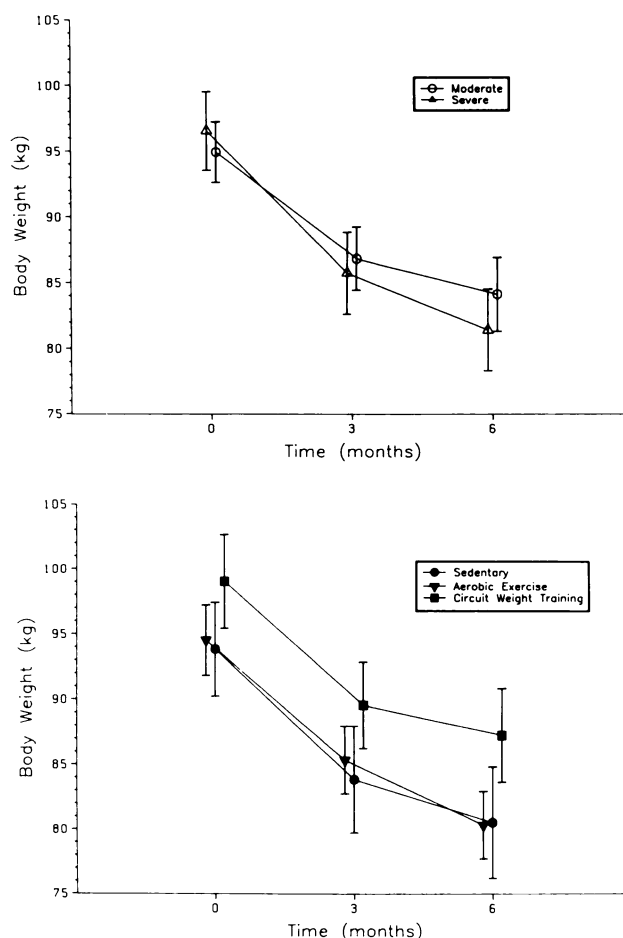 105
100
95
90
85
80
75
Body Weight (kg)
Moderate
Severe
0 3 6
Time (months)
105
100
95
90
85
80
75
Body Weight (kg)
Sedentary
Aerobic Exercise
Circuit Weight Training
0 3 6
Time (months)